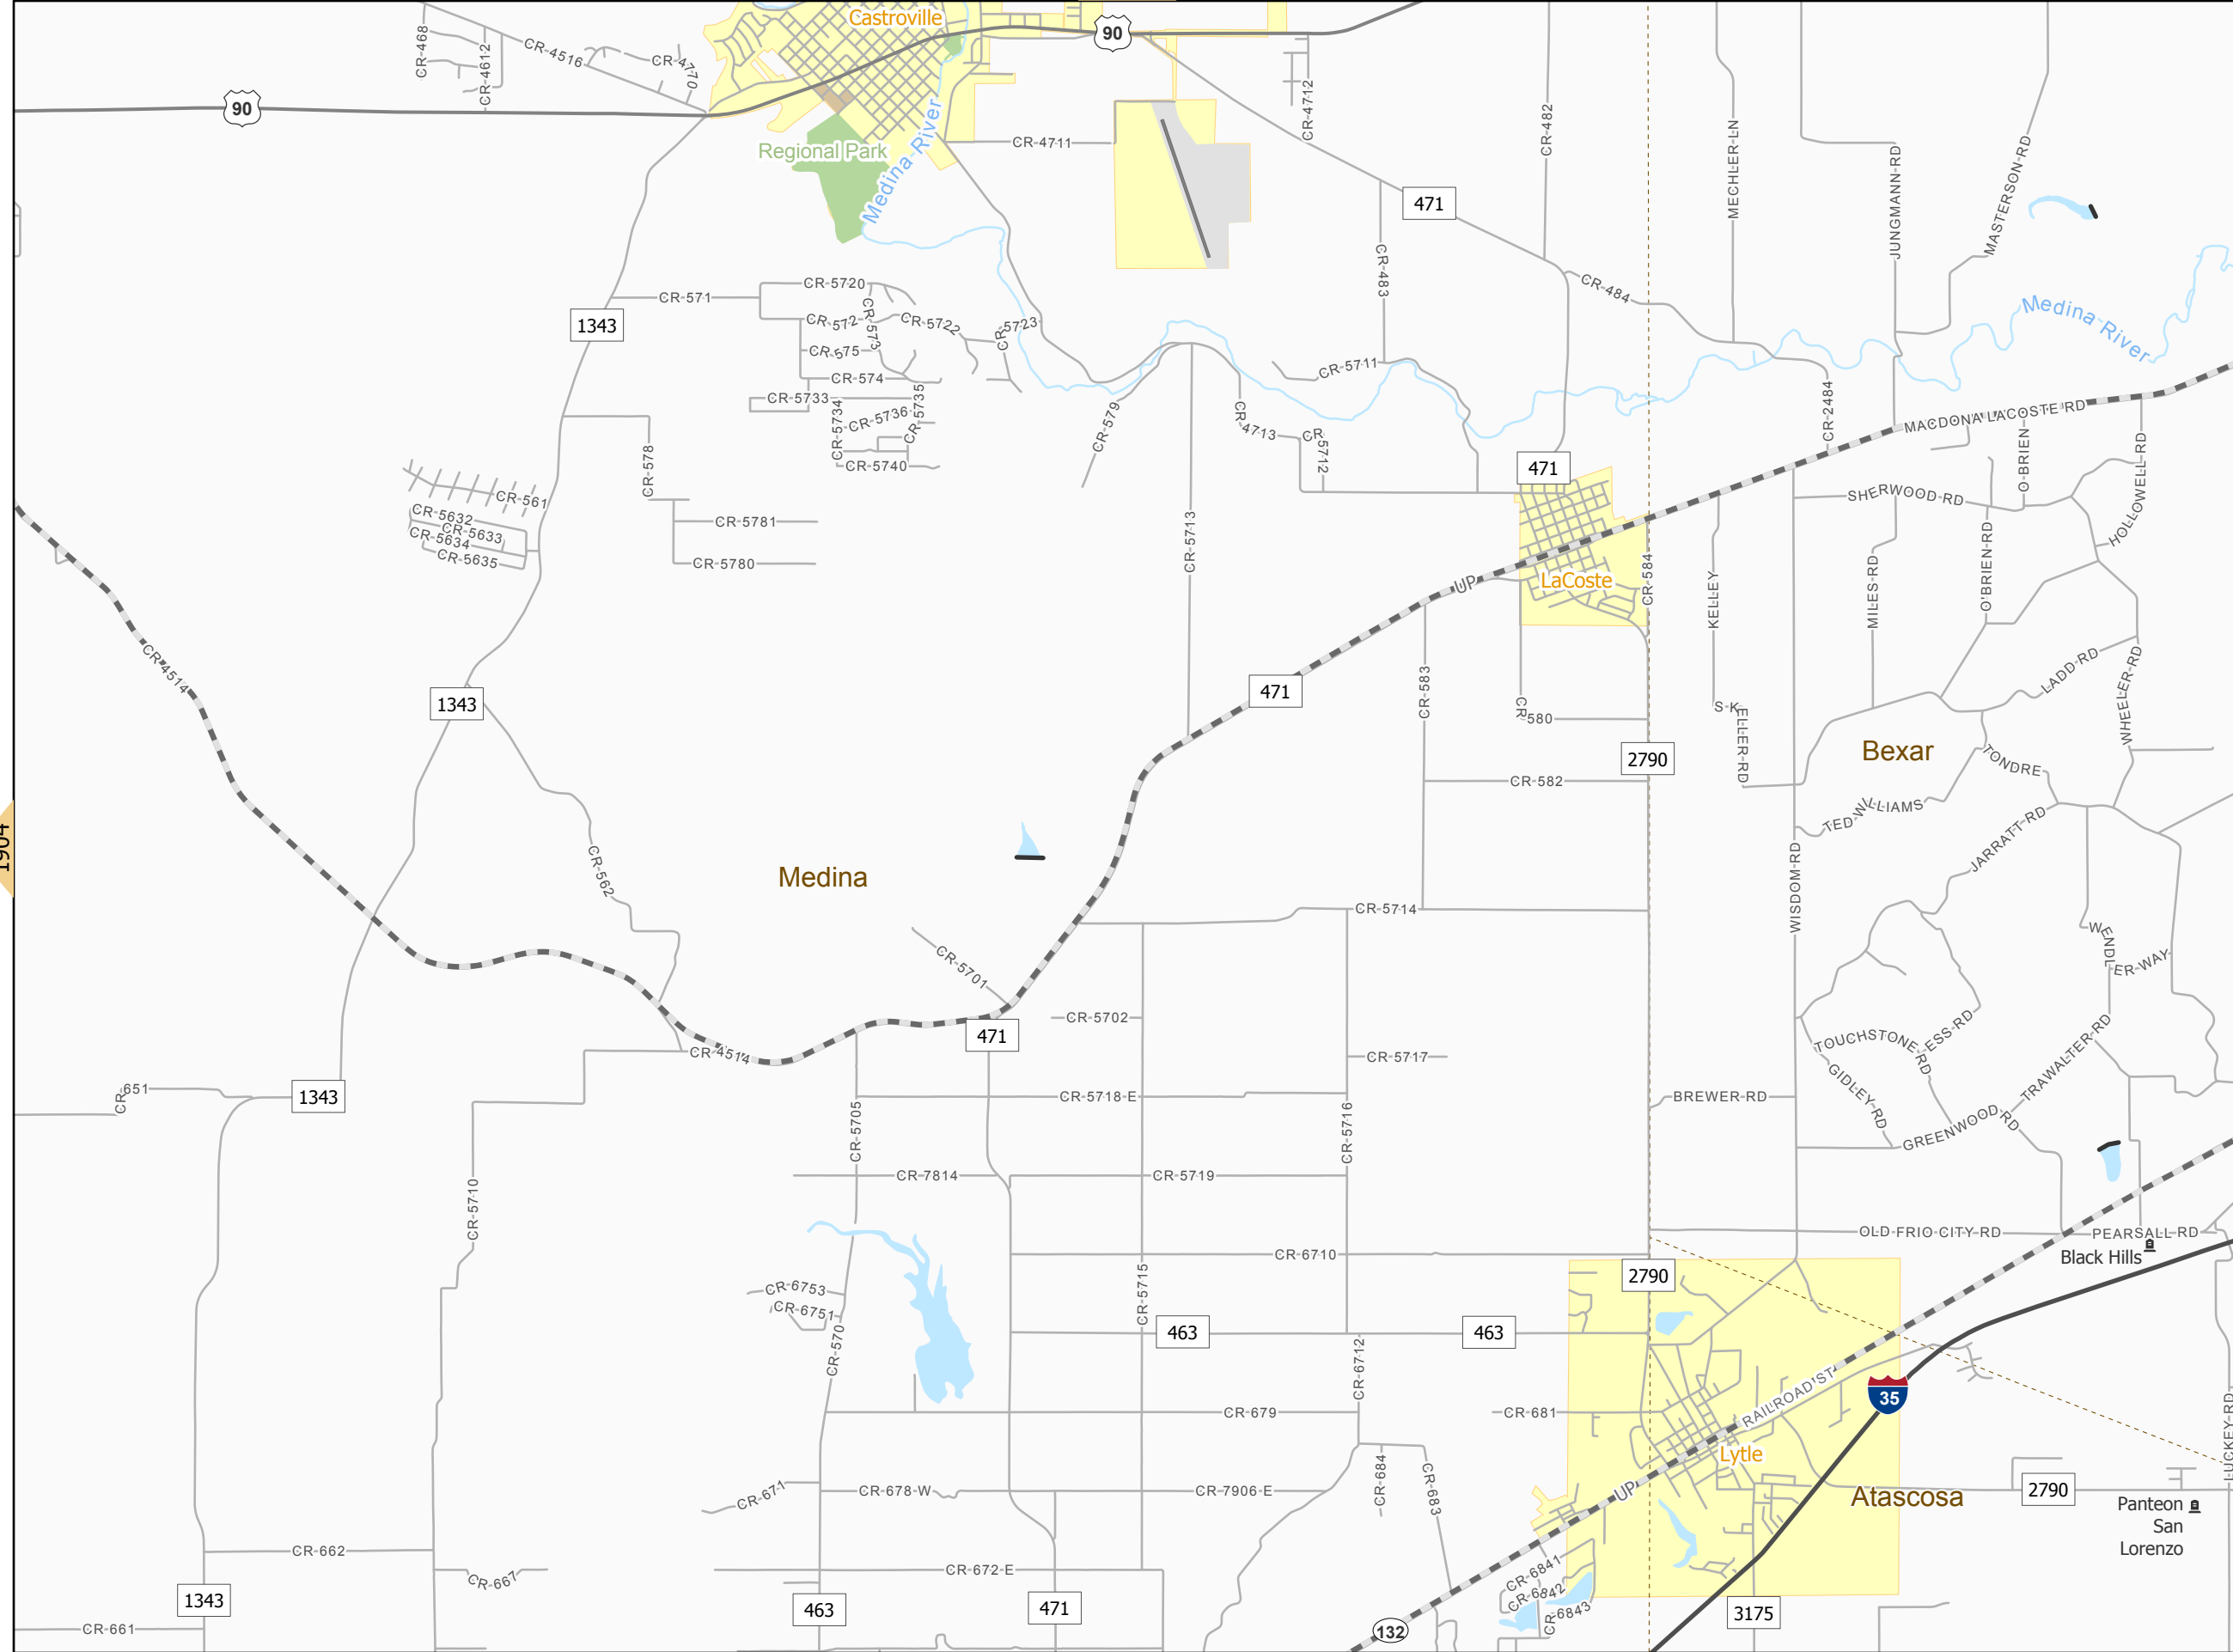 Castroville
90
CR-468
CR-4612
CR-4516
CR-4770
90
CR-4712
CR-482
MECHLER-LN
JUNGMANN-RD
MASTERSON-RD
Regional Park
Medina River
CR-4711
471
CR-483
CR-484
Medina River
1343
CR-571
CR-5720
CR-572
CR-573
CR-5722
CR-5723
CR-575
CR-574
CR-5711
CR-5733
CR-5734
CR-5736
CR-5735
CR-5740
CR-579
CR-4713
CR-5712
CR-2484
MACDONA LACOSTE RD
O'BRIEN
HOLLOWELL-RD
CR-578
CR-561
CR-5632
CR-5633
CR-5634
CR-5635
CR-5781
CR-5780
CR-5713
471
SHERWOOD-RD
UP
LaCoste
CR-584
KELLEY
MILES-RD
O'BRIEN-RD
CR-4514
1343
471
CR-583
CR-580
S-KELLER-RD
LADD-RD
WHEELER-RD
2790
Bexar
TONDRE
CR-582
TED-WILLIAMS
JARRATT-RD
1904
CR-562
Medina
WISDOM-RD
CR-5714
WENDLER-WAY
CR-5701
CR-5702
471
CR-4514
CR-5717
TOUCHSTONE-RD
ESS-RD
GIDLEY-RD
TRAWALTER-RD
CR-651
1343
CR-5705
CR-5718-E
CR-5716
BREWER-RD
GREENWOOD-RD
CR-7814
CR-5719
CR-5710
OLD-FRIO-CITY-RD
PEARSALL-RD
Black Hills
CR-6710
2790
CR-6753
CR-6751
CR-570
CR-5715
463
463
CR-6712
RAILROAD'ST
35
CR-679
CR-681
LUCKEY-RD
Lytle
CR-671
CR-678-W
CR-7906-E
CR-684
CR-683
UP
Atascosa
2790
Panteon
San
Lorenzo
CR-662
CR-667
CR-672-E
CR-6841
CR-6842
CR-6843
1343
463
471
132
3175
CR-661